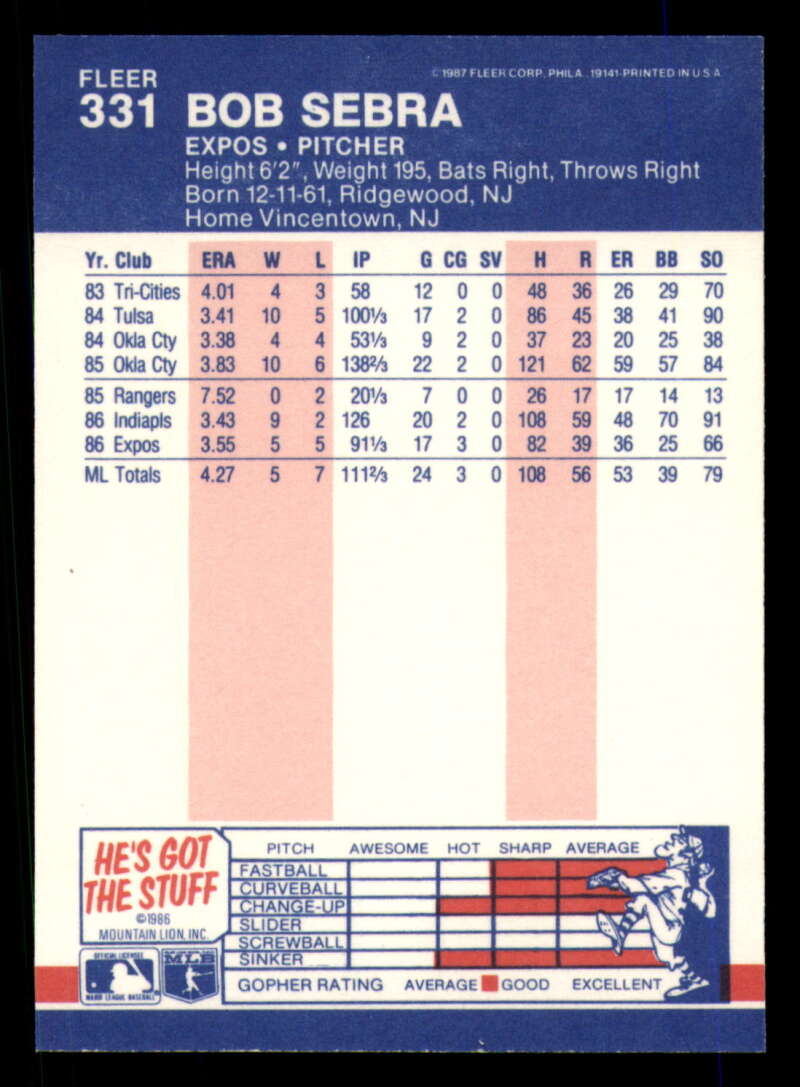 FLEER
© 1987 FLEER CORP. PHILA. 19141-PRINTED IN U S A
331 BOB SEBRA
EXPOS • PITCHER
Height 6'2", Weight 195, Bats Right, Throws Right
Born 12-11-61, Ridgewood, NJ
Home Vincentown, NJ
Yr. Club ERA W L IP G CG SV H R ER BB SO
83 Tri-Cities 4.01 4 3 58 12 0 0 48 36 26 29 70
84 Tulsa 3.41 10 5 100⅓ 17 2 0 86 45 38 41 90
84 Okla Cty 3.38 4 4 53⅓ 9 2 0 37 23 20 25 38
85 Okla Cty 3.83 10 6 138⅔ 22 2 0 121 62 59 57 84
85 Rangers 7.52 0 2 20⅓ 7 0 0 26 17 17 14 13
86 Indiapls 3.43 9 2 126 20 2 0 108 59 48 70 91
86 Expos 3.55 5 5 91⅓ 17 3 0 82 39 36 25 66
ML Totals 4.27 5 7 111⅔ 24 3 0 108 56 53 39 79
HE'S GOT
THE STUFF
©1986
MOUNTAIN LION, INC.
OFFICIAL LICENSEE
MAJOR LEAGUE BASEBALL
MLB
PITCH AWESOME HOT SHARP AVERAGE
FASTBALL
CURVEBALL
CHANGE-UP
SLIDER
SCREWBALL
SINKER
GOPHER RATING AVERAGE GOOD EXCELLENT